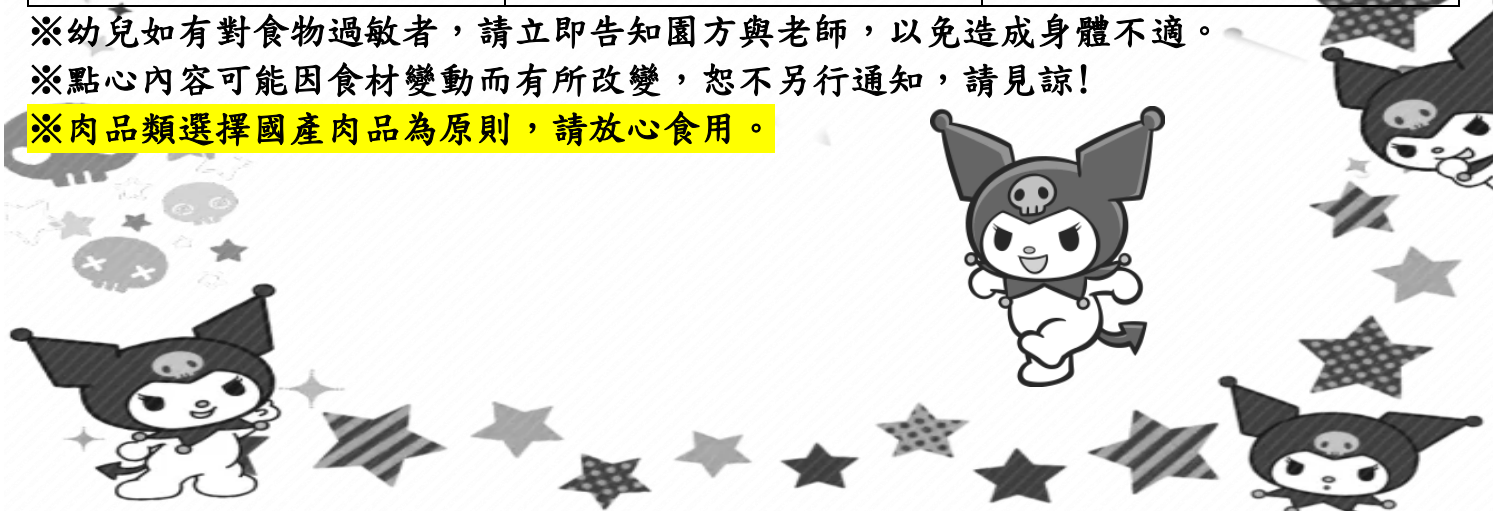 ※幼兒如有對食物過敏者，請立即告知園方與老師，以免造成身體不適。
※點心內容可能因食材變動而有所改變，恕不另行通知，請見諒!
※肉品類選擇國產肉品為原則，請放心食用。